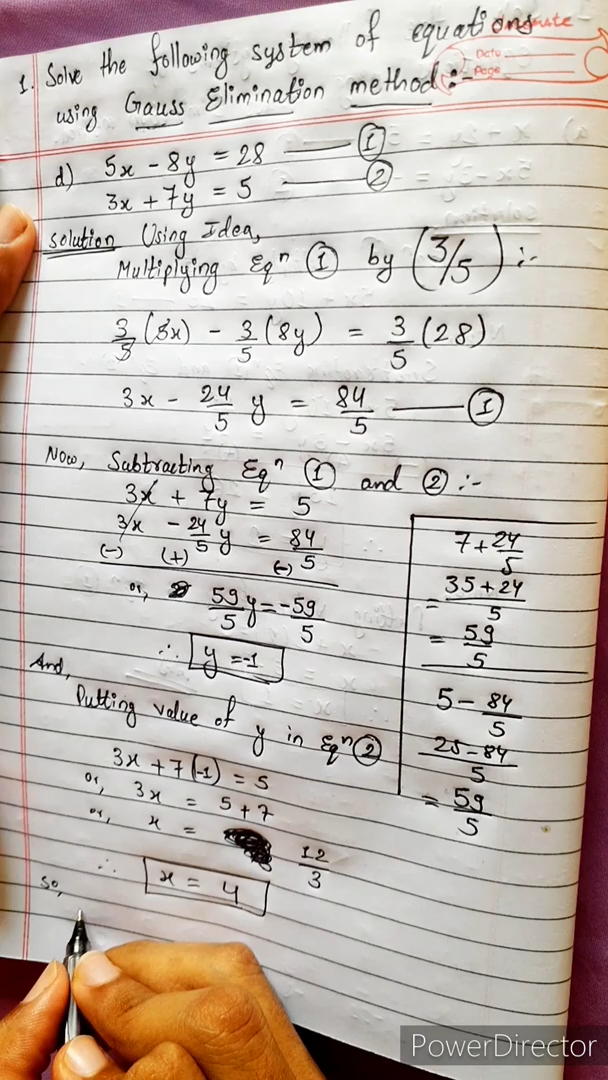 Date
Page
1. Solve the following system of equations
using Gauss Elimination method :-
d) 5x - 8y = 28 —— ①
3x + 7y = 5 —— ②
Solution Using Idea,
Multiplying Eqⁿ ① by (3/5) :-
3/5 (5x) - 3/5 (8y) = 3/5 (28)
3x - 24/5 y = 84/5 —— ①
Now, Subtracting Eqⁿ ① and ② :-
3x + 7y = 5
3x - 24/5 y = 84/5
(-) (+) (-)
or, 59/5 y = -59/5
∴ y = -1
7 + 24/5
= 35 + 24/5
= 59/5
5 - 84/5
25 - 84/5
= 59/5
And,
Putting value of y in Eqⁿ ②
3x + 7(-1) = 5
or, 3x = 5 + 7
or, x = 12/3
∴ x = 4
so,
PowerDirector